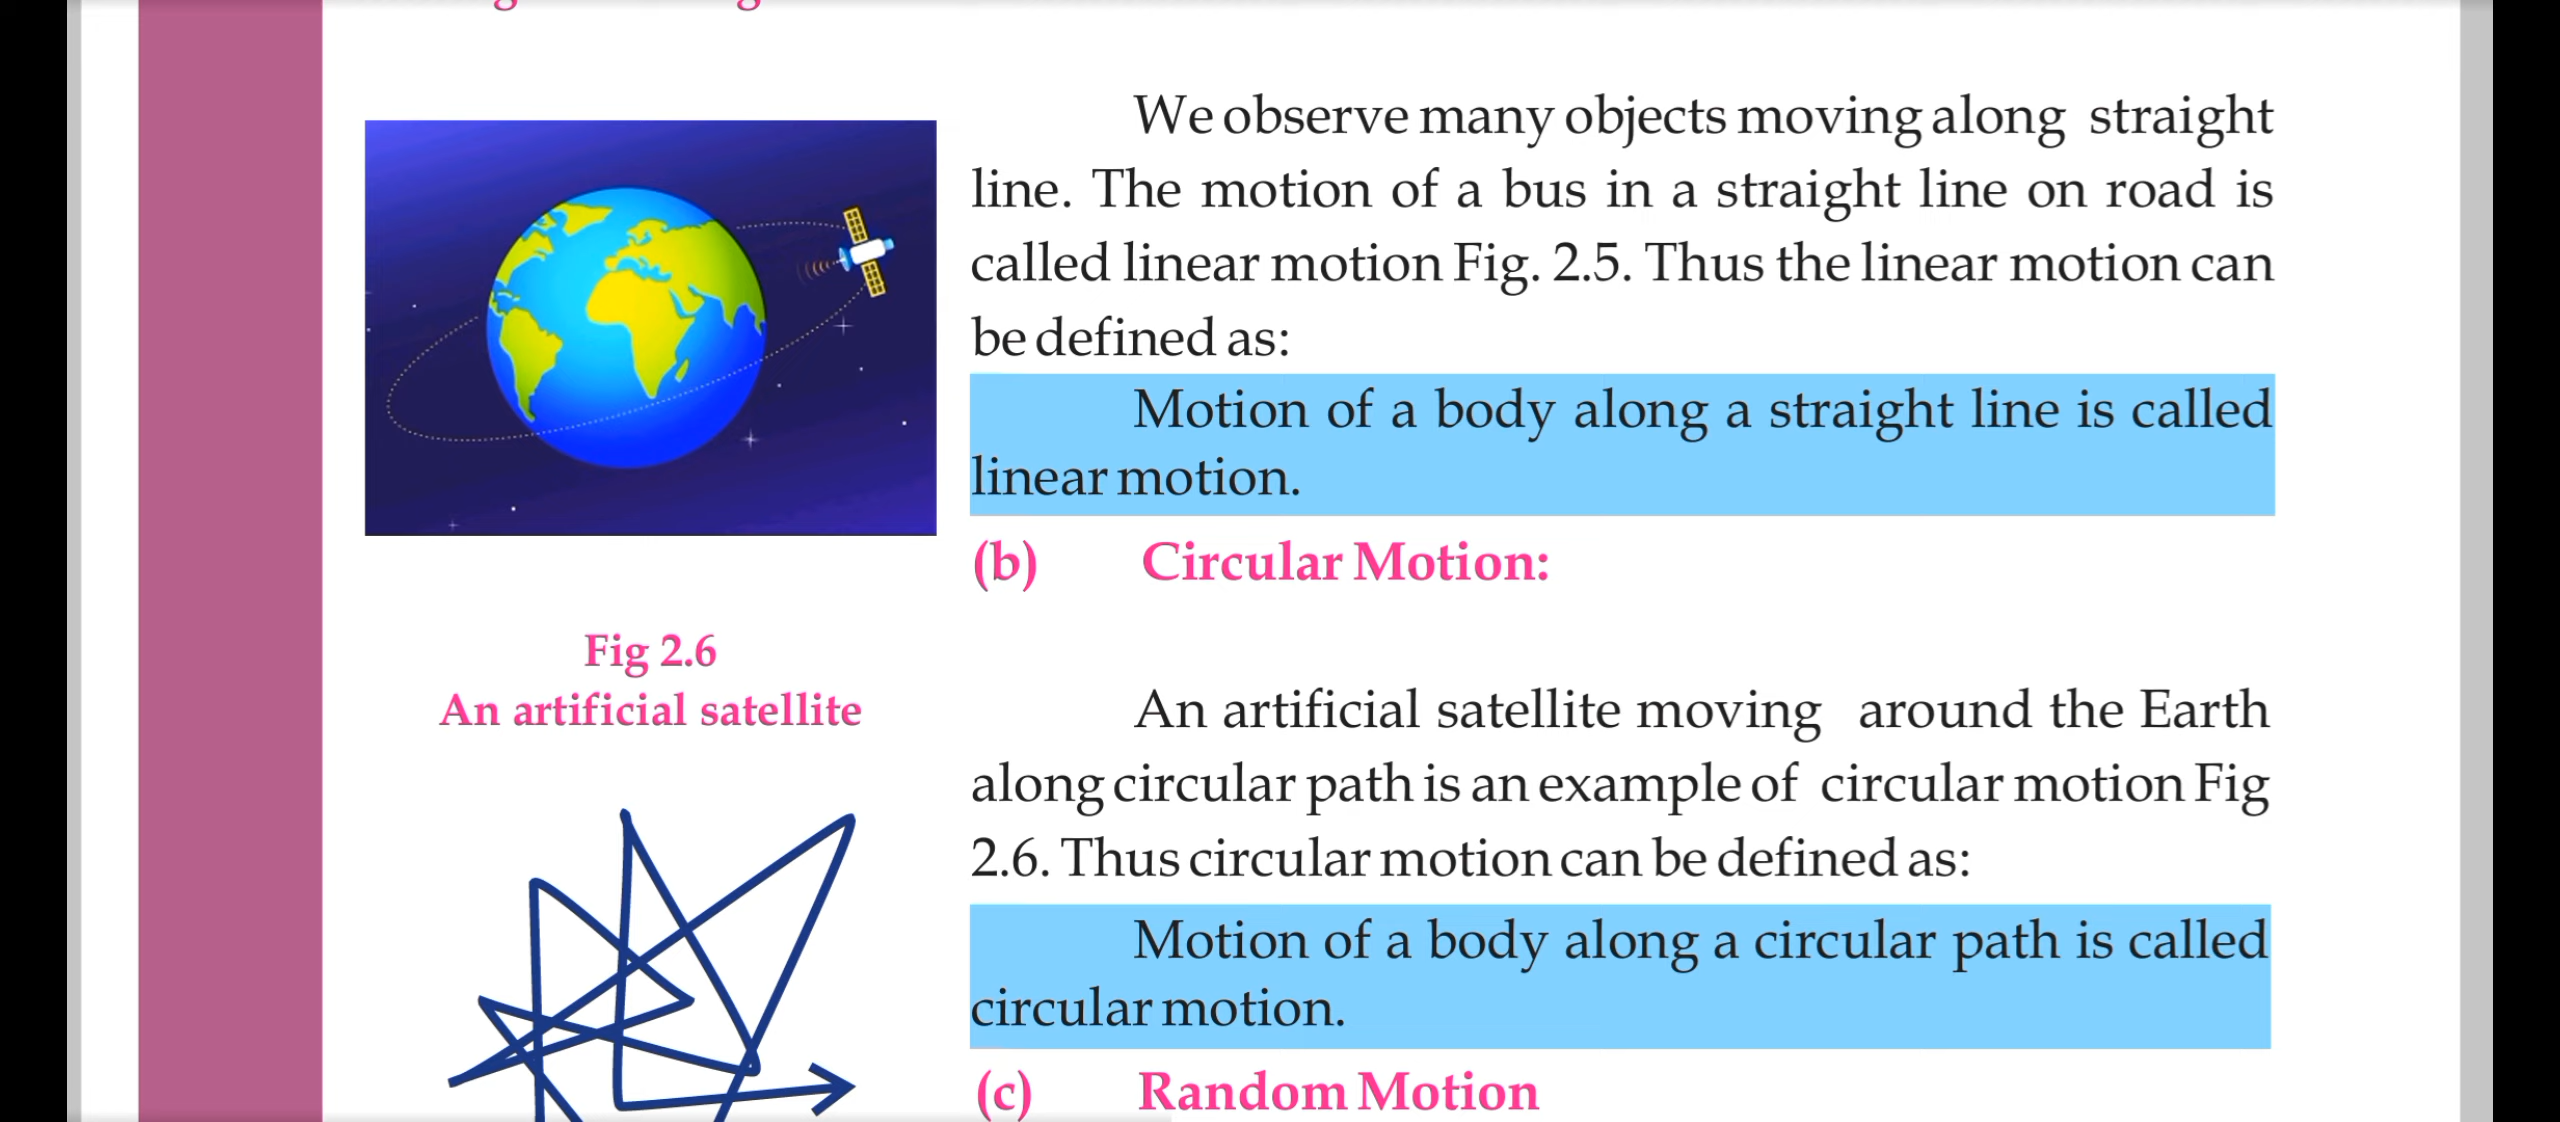 We observe many objects moving along straight
line. The motion of a bus in a straight line on road is
called linear motion Fig. 2.5. Thus the linear motion can
be defined as:
Motion of a body along a straight line is called
linear motion.
(b) Circular Motion:
Fig 2.6
An artificial satellite
An artificial satellite moving around the Earth
along circular path is an example of circular motion Fig
2.6. Thus circular motion can be defined as:
Motion of a body along a circular path is called
circular motion.
(c) Random Motion